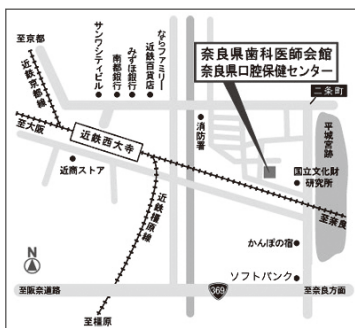 至京都
近鉄京都線
サンワシティビル
南都銀行
みずほ銀行
近鉄百貨店
ならファミリー
奈良県歯科医師会館
奈良県口腔保健センター
二条町
消防署
平城宮跡
至大阪
近鉄西大寺
近商ストア
国立文化財
研究所
近鉄橿原線
至奈良
かんぽの宿
N
ソフトバンク
至阪奈道路
369
至奈良方面
至橿原